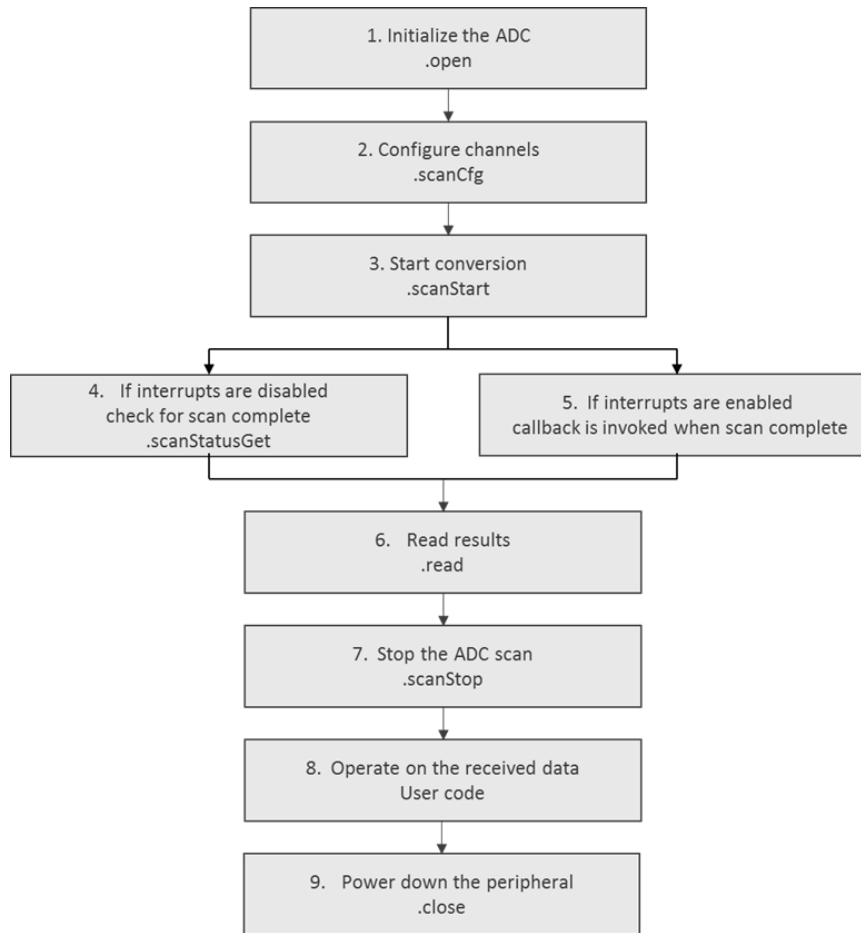 1. Initialize the ADC
.open
2. Configure channels
.scanCfg
3. Start conversion
.scanStart
4. If interrupts are disabled
check for scan complete
.scanStatusGet
5. If interrupts are enabled
callback is invoked when scan complete
6. Read results
.read
7. Stop the ADC scan
.scanStop
8. Operate on the received data
User code
9. Power down the peripheral
.close